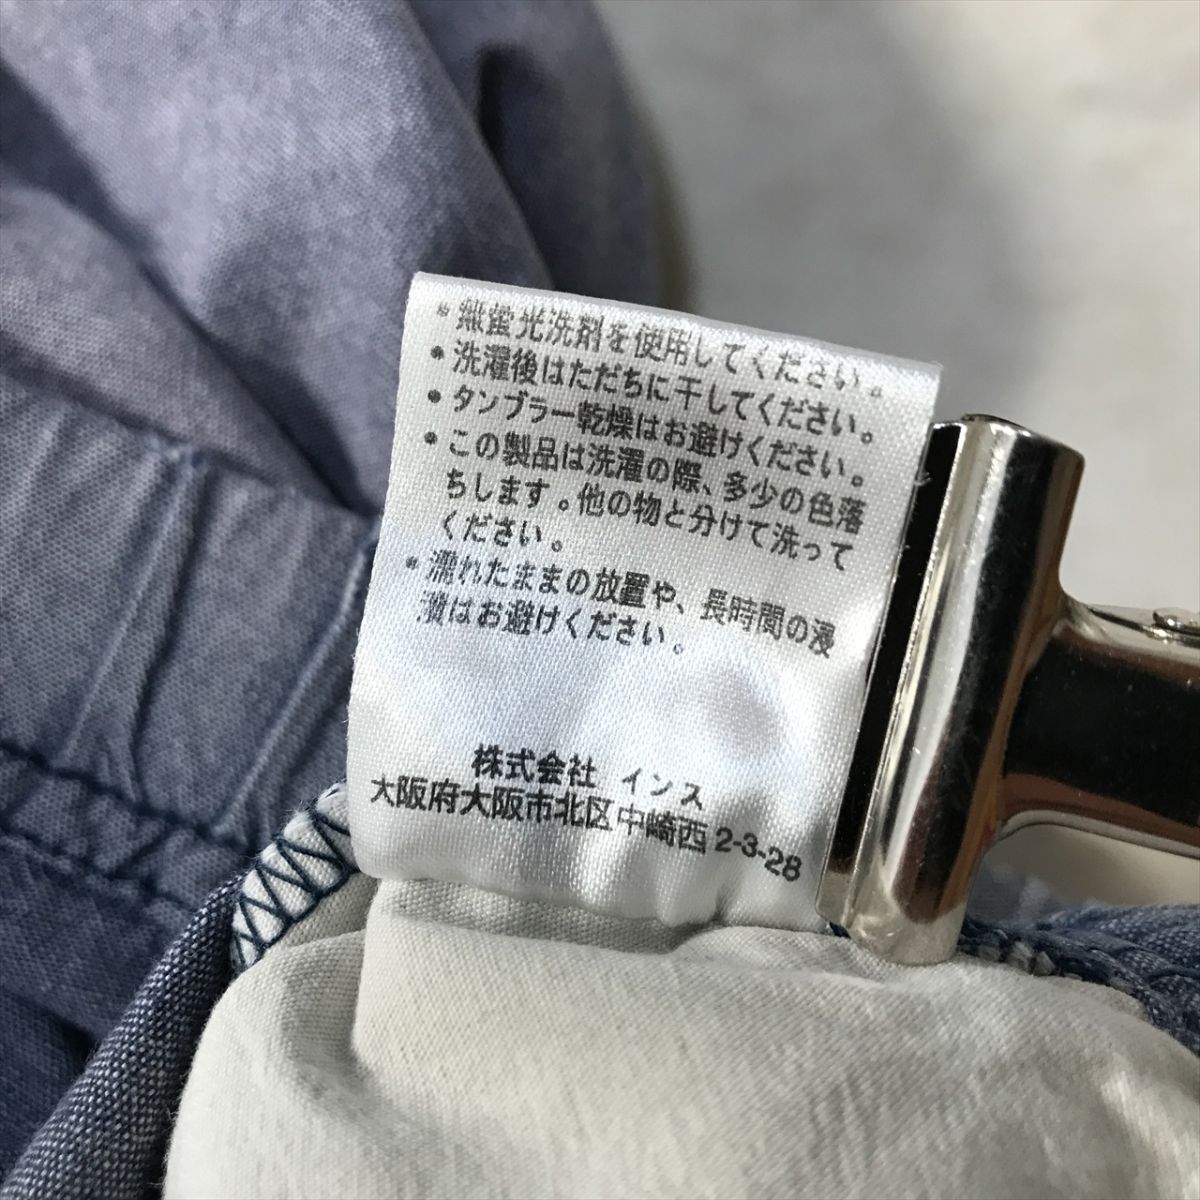 ・無蛍光洗剤を使用してください。
・洗濯後はただちに干してください。
・タンブラー乾燥はお避けください。
・この製品は洗濯の際、多少の色落
ちします。他の物と分けて洗って
ください。
・濡れたままの放置や、長時間の浸
漬はお避けください。
株式会社 インス
大阪府大阪市北区中崎西2-3-28